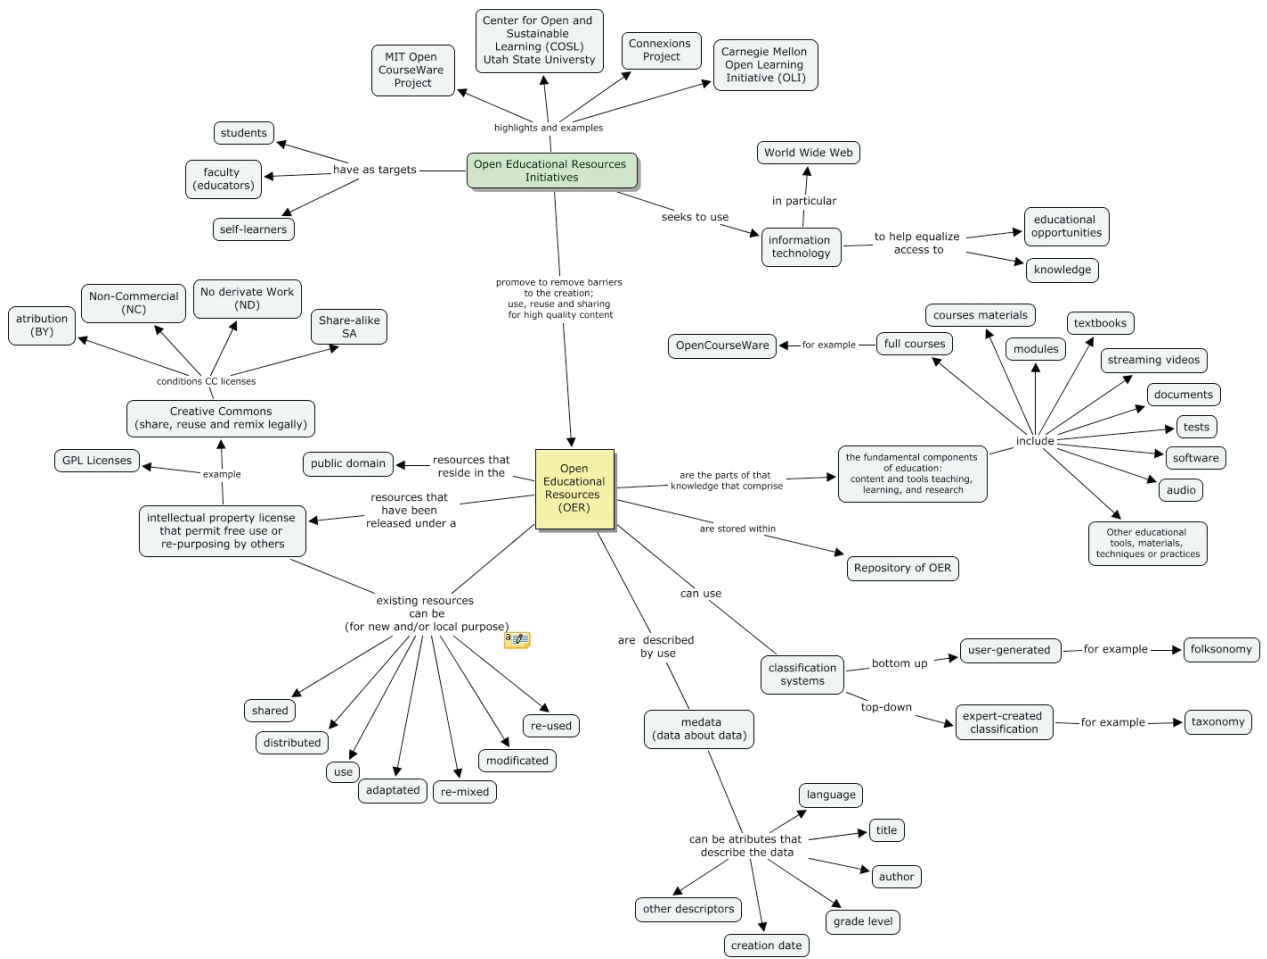 Center for Open and
Sustainable
Learning (COSL)
Utah State Universty
MIT Open
CourseWare
Project
Connexions
Project
Carnegie Mellon
Open Learning
Initiative (OLI)
highlights and examples
students
faculty
(educators)
self-learners
have as targets
Open Educational Resources
Initiatives
World Wide Web
in particular
seeks to use
information
technology
to help equalize
access to
educational
opportunities
knowledge
promove to remove barriers
to the creation;
use, reuse and sharing
for high quality content
atribution
(BY)
Non-Commercial
(NC)
No derivate Work
(ND)
Share-alike
SA
conditions CC licenses
Creative Commons
(share, reuse and remix legally)
GPL Licenses
example
intellectual property license
that permit free use or
re-purposing by others
public domain
resources that
reside in the
resources that
have been
released under a
Open
Educational
Resources
(OER)
OpenCourseWare
for example
full courses
courses materials
modules
textbooks
streaming videos
documents
tests
software
audio
Other educational
tools, materials,
techniques or practices
include
the fundamental components
of education:
content and tools teaching,
learning, and research
are the parts of that
knowledge that comprise
are stored within
Repository of OER
existing resources
can be
(for new and/or local purpose)
a
shared
distributed
use
adaptated
re-mixed
modificated
re-used
can use
classification
systems
bottom up
user-generated
for example
folksonomy
top-down
expert-created
classification
for example
taxonomy
are described
by use
medata
(data about data)
can be atributes that
describe the data
language
title
author
grade level
creation date
other descriptors